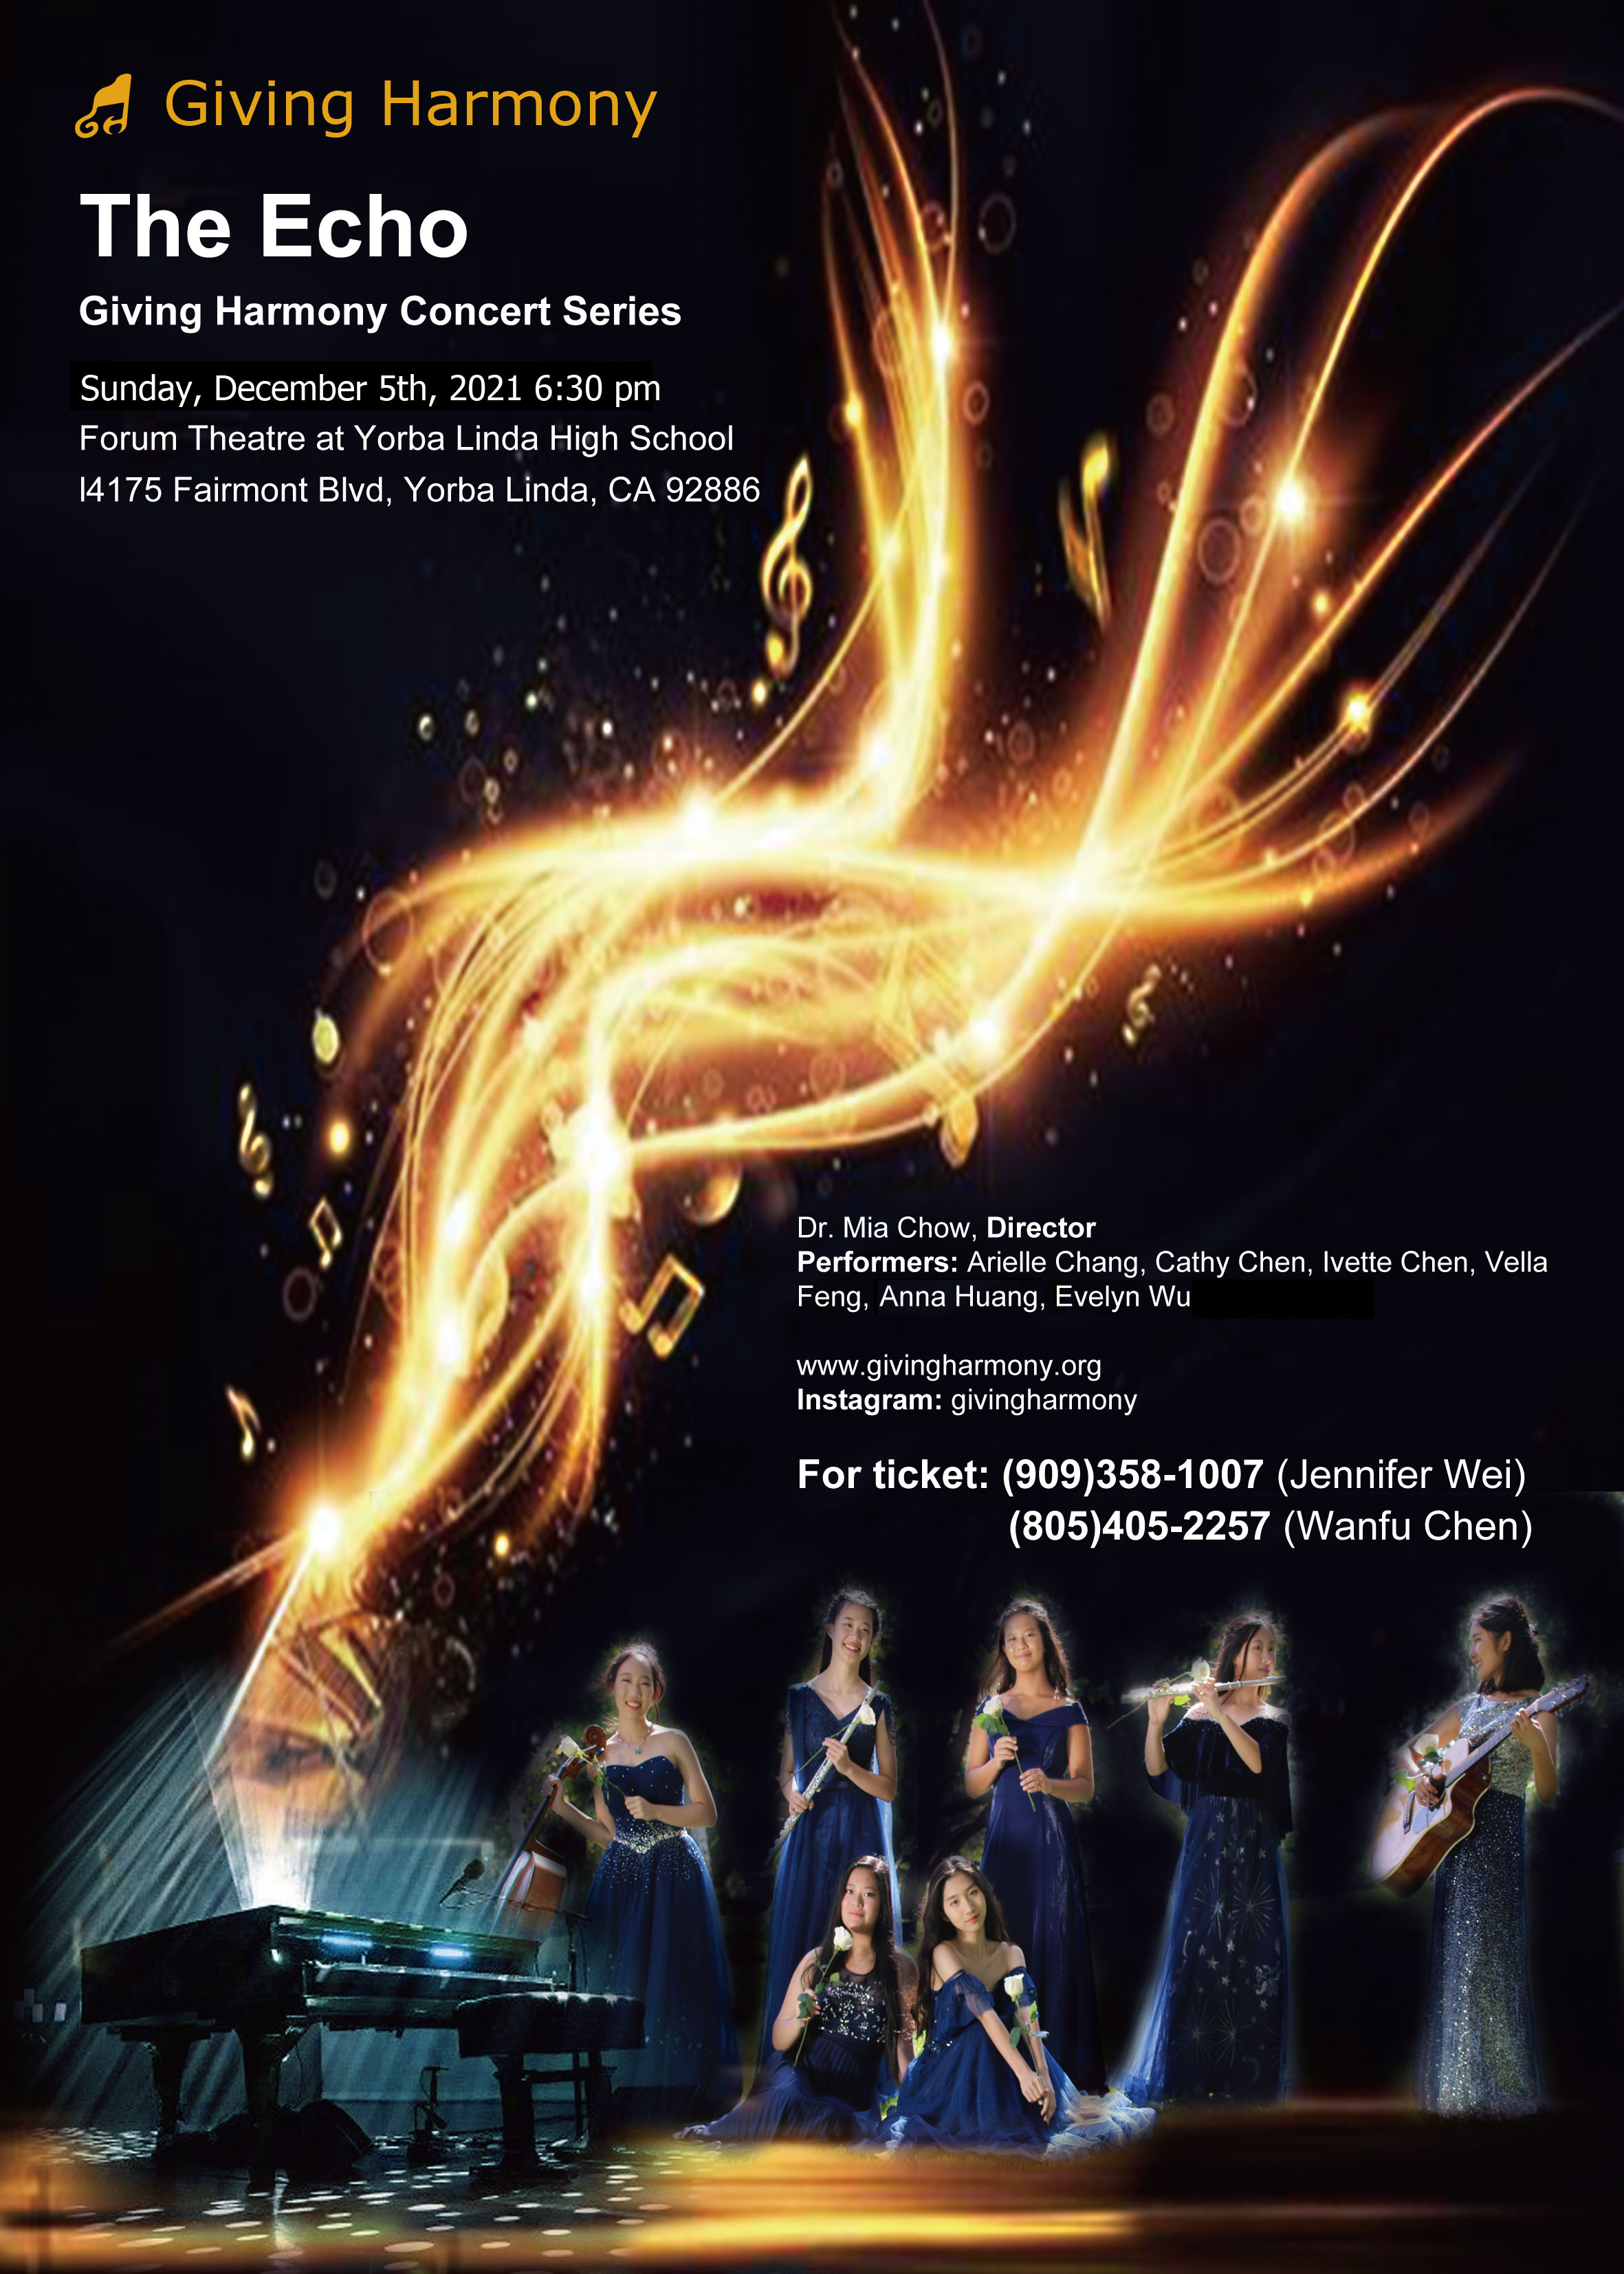 Giving Harmony
The Echo
Giving Harmony Concert Series
Sunday, December 5th, 2021 6:30 pm
Forum Theatre at Yorba Linda High School
l4175 Fairmont Blvd, Yorba Linda, CA 92886
Dr. Mia Chow, Director
Performers: Arielle Chang, Cathy Chen, Ivette Chen, Vella
Feng, Anna Huang, Evelyn Wu
www.givingharmony.org
Instagram: givingharmony
For ticket: (909)358-1007 (Jennifer Wei)
(805)405-2257 (Wanfu Chen)